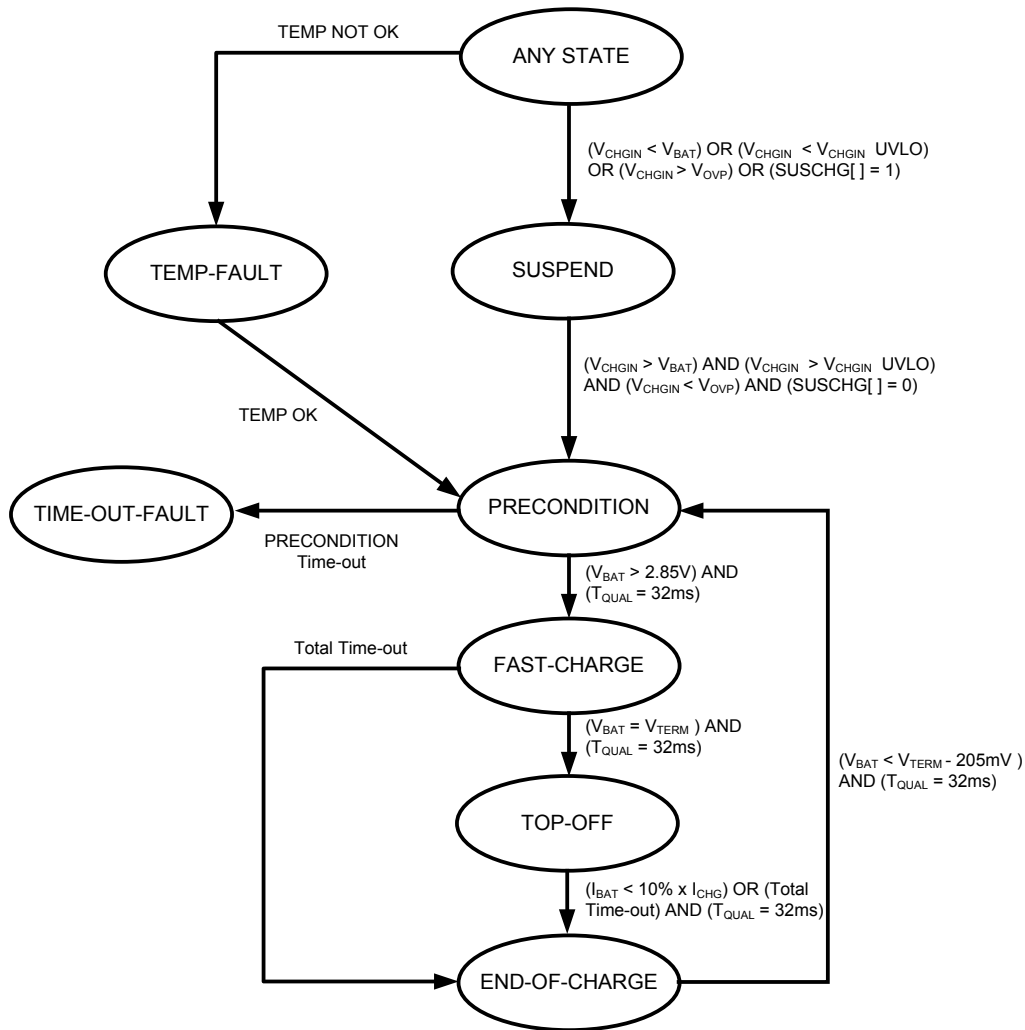 TEMP NOT OK
ANY STATE
(VCHGIN < VBAT) OR (VCHGIN < VCHGIN UVLO)
OR (VCHGIN > VOVP) OR (SUSCHG[ ] = 1)
TEMP-FAULT
SUSPEND
(VCHGIN > VBAT) AND (VCHGIN > VCHGIN UVLO)
AND (VCHGIN < VOVP) AND (SUSCHG[ ] = 0)
TEMP OK
TIME-OUT-FAULT
PRECONDITION
PRECONDITION
Time-out
(VBAT > 2.85V) AND
(TQUAL = 32ms)
Total Time-out
FAST-CHARGE
(VBAT = VTERM ) AND
(TQUAL = 32ms)
(VBAT < VTERM - 205mV )
AND (TQUAL = 32ms)
TOP-OFF
(IBAT < 10% x ICHG) OR (Total
Time-out) AND (TQUAL = 32ms)
END-OF-CHARGE